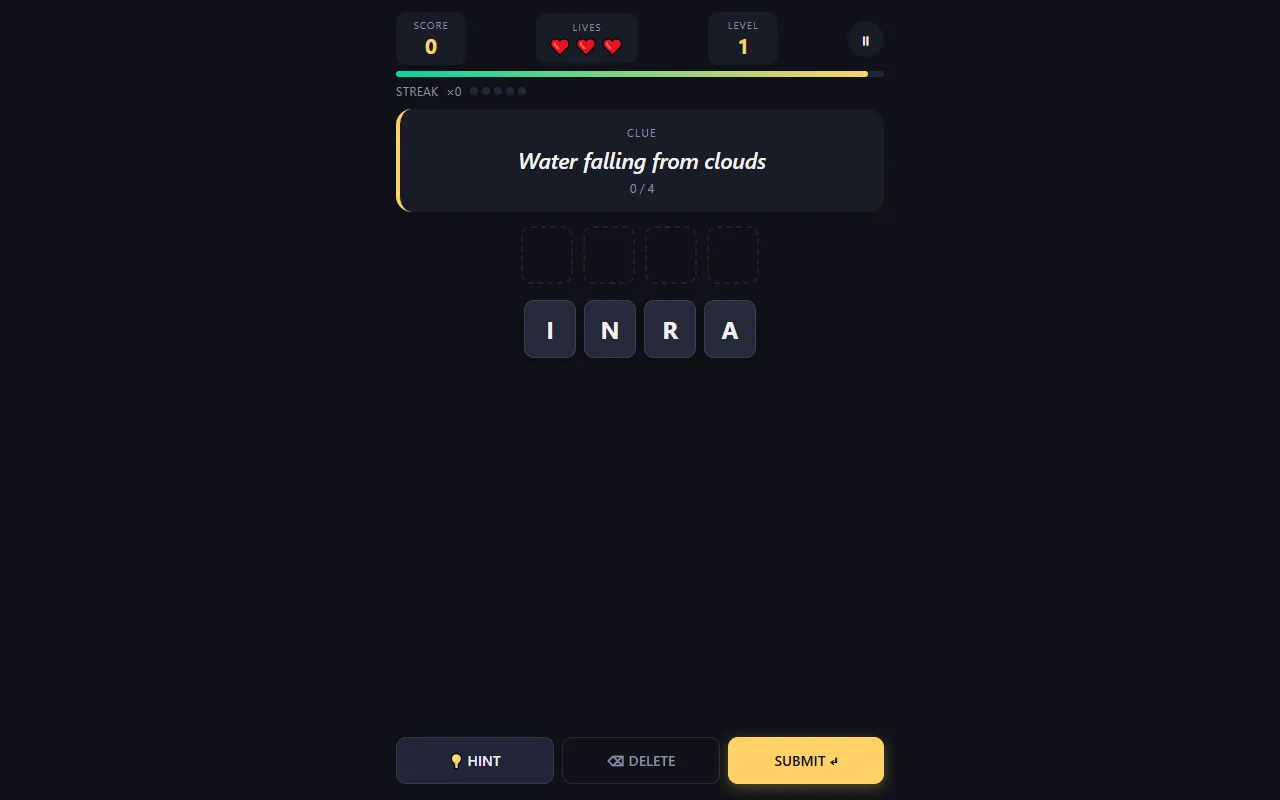 SCORE
0
LIVES
❤️ ❤️ ❤️
LEVEL
1
⏸
STREAK ×0
CLUE
Water falling from clouds
0 / 4
I N R A
💡 HINT
⌫ DELETE
SUBMIT ↵